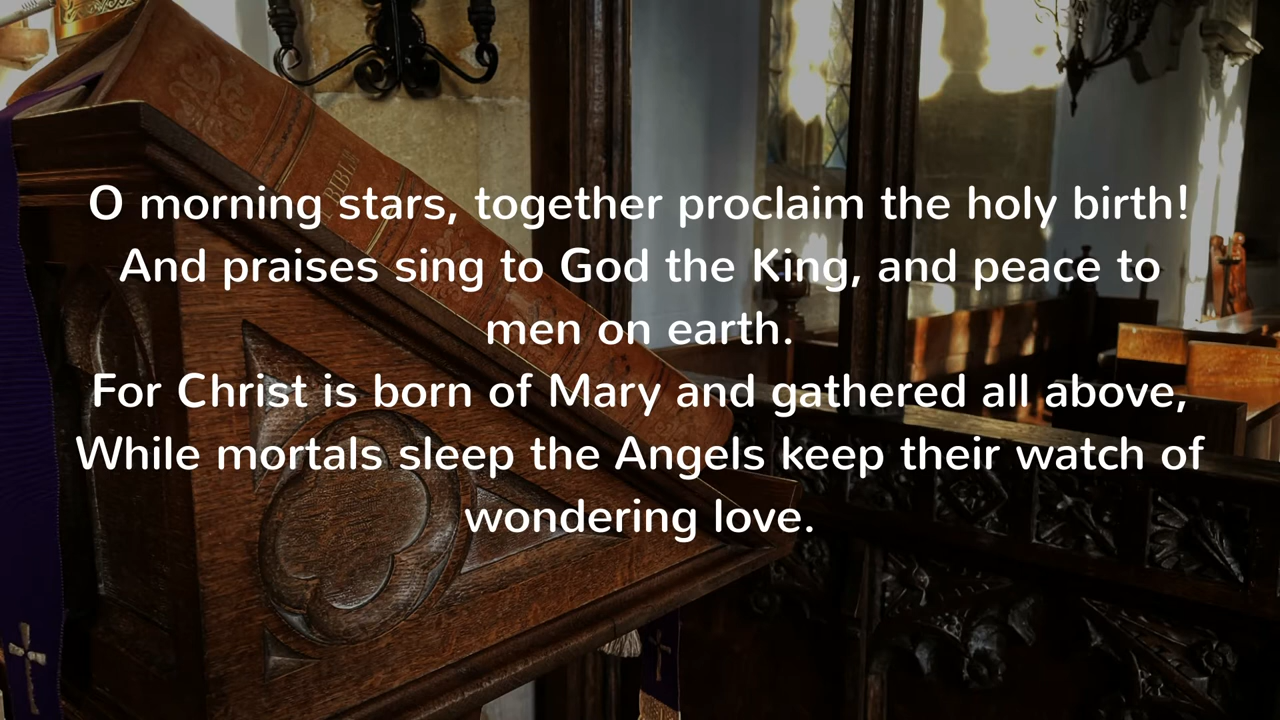 BIBLE
O morning stars, together proclaim the holy birth!
And praises sing to God the King, and peace to
men on earth.
For Christ is born of Mary and gathered all above,
While mortals sleep the Angels keep their watch of
wondering love.